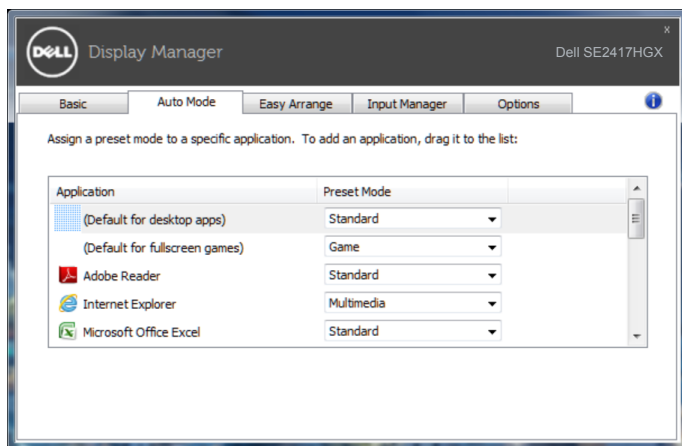 x
DELL Display Manager Dell SE2417HGX
Basic Auto Mode Easy Arrange Input Manager Options i
Assign a preset mode to a specific application. To add an application, drag it to the list:
Application Preset Mode
(Default for desktop apps) Standard
(Default for fullscreen games) Game
Adobe Reader Standard
Internet Explorer Multimedia
Microsoft Office Excel Standard